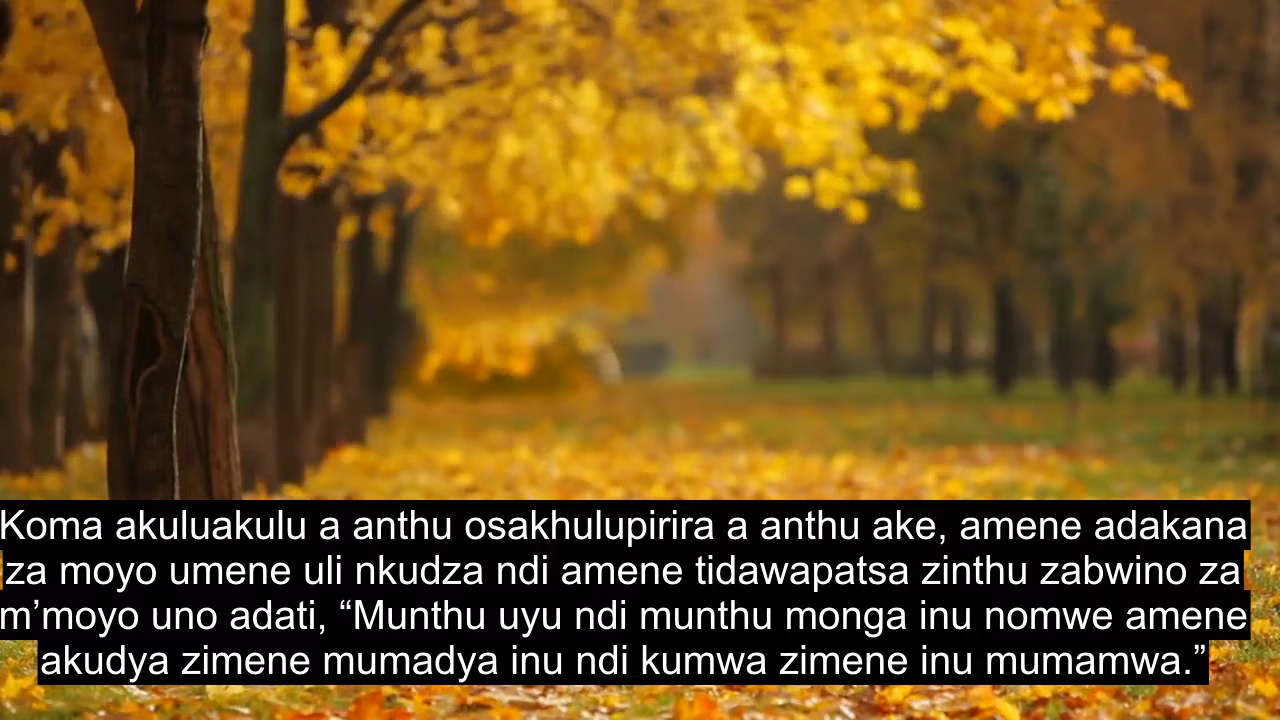 Koma akuluakulu a anthu osakhulupirira a anthu ake, amene adakana
za moyo umene uli nkudza ndi amene tidawapatsa zinthu zabwino za
m’moyo uno adati, “Munthu uyu ndi munthu monga inu nomwe amene
akudya zimene mumadya inu ndi kumwa zimene inu mumamwa.”